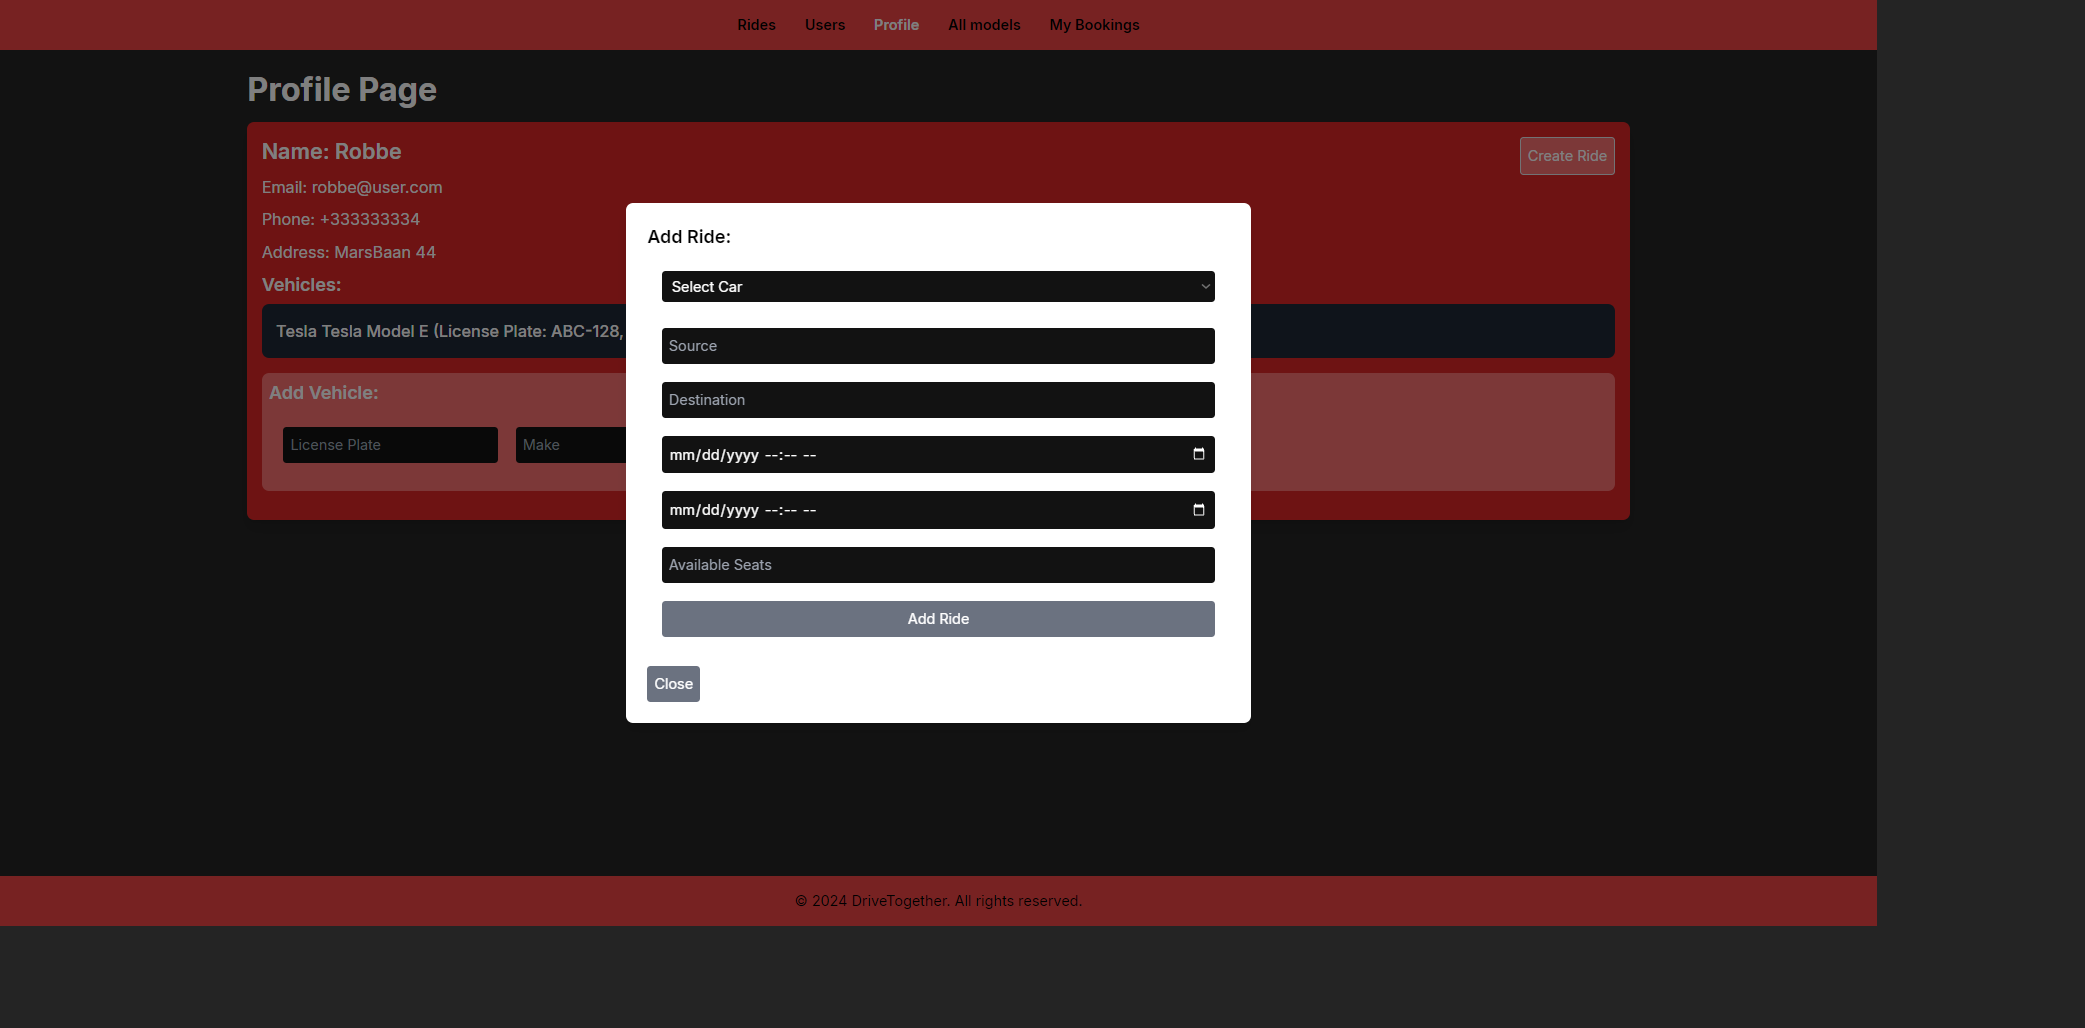 Rides Users Profile All models My Bookings
Profile Page
Name: Robbe
Create Ride
Email: robbe@user.com
Phone: +333333334
Address: MarsBaan 44
Vehicles:
Tesla Tesla Model E (License Plate: ABC-128,
Add Vehicle:
License Plate
Make
Add Ride:
Select Car
Source
Destination
mm/dd/yyyy --:-- --
mm/dd/yyyy --:-- --
Available Seats
Add Ride
Close
© 2024 DriveTogether. All rights reserved.